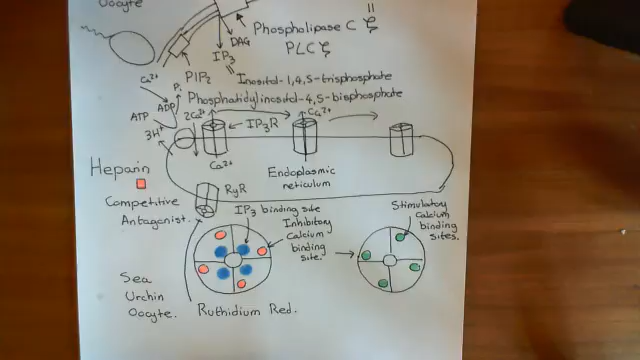 Oocyte
Phospholipase C ζ
PLC ζ
DAG
IP3
PIP2
Inositol-1,4,5-trisphosphate
Phosphatidylinositol-4,5-bisphosphate
Ca2+
Pi
ADP
ATP
3H+
2Ca2+
IP3R
Ca2+
Ca2+
Endoplasmic
reticulum
Heparin
Competitive
Antagonist.
RyR
IP3 binding site
Inhibitory
Calcium
binding
site.
Stimulatory
Calcium
binding
sites.
Sea
Urchin
Oocyte.
Ruthidium Red.